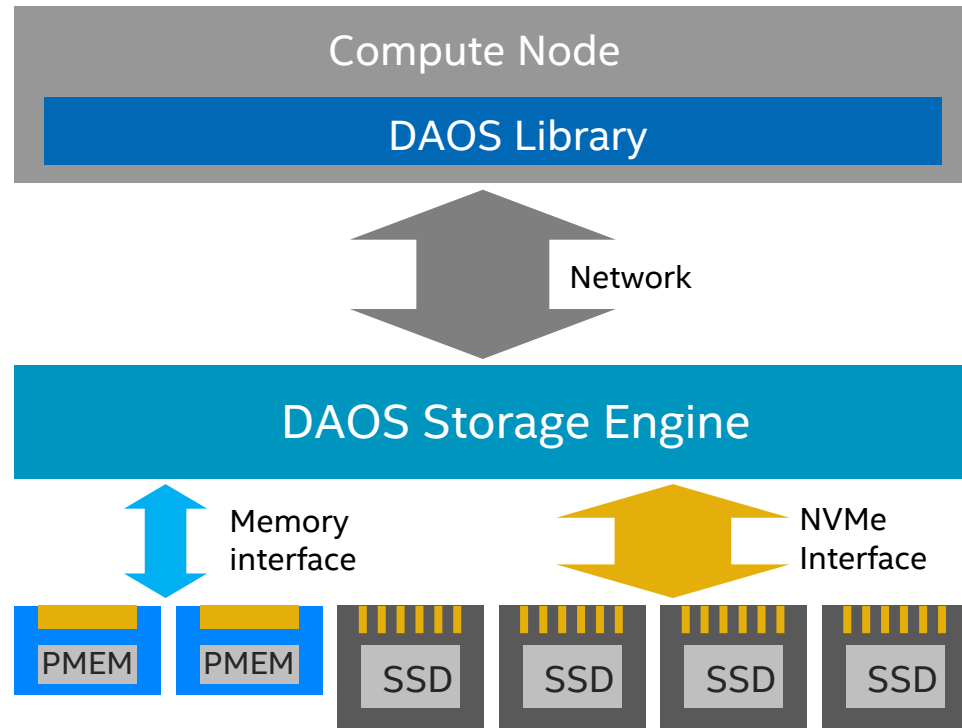 Compute Node
DAOS Library
Network
DAOS Storage Engine
Memory
interface
NVMe
Interface
PMEM
PMEM
SSD
SSD
SSD
SSD